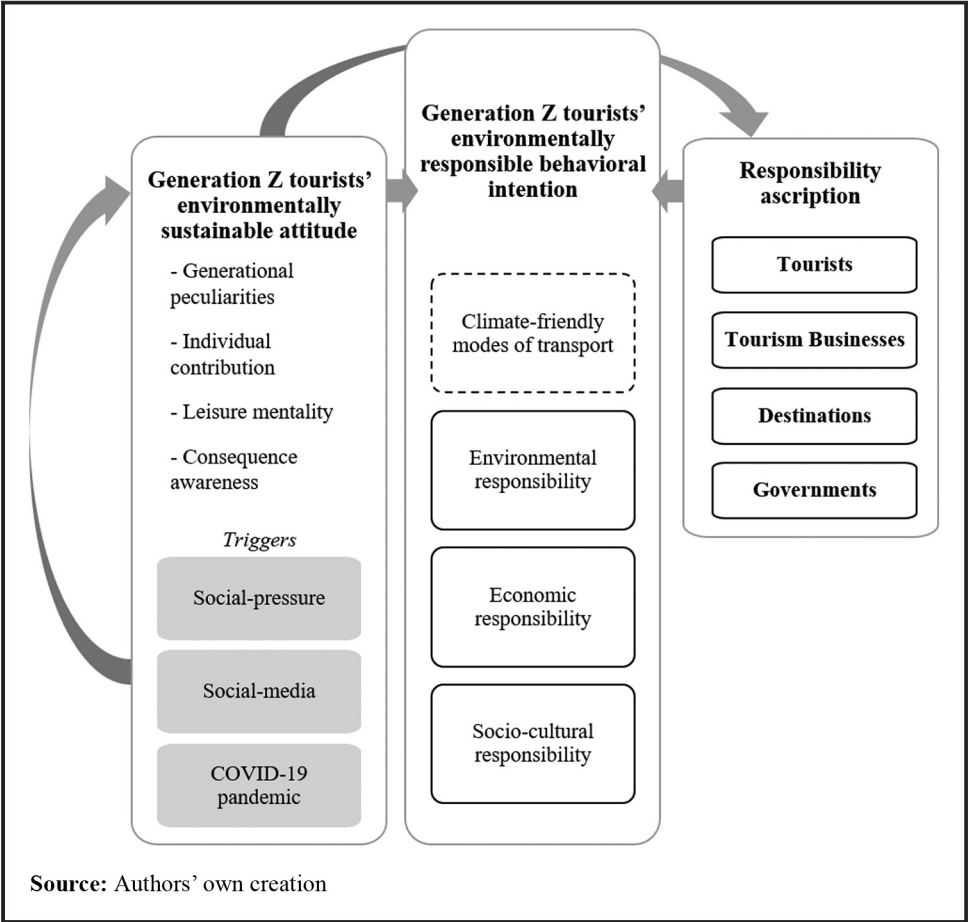 Generation Z tourists’
environmentally
sustainable attitude
- Generational
peculiarities
- Individual
contribution
- Leisure mentality
- Consequence
awareness
Triggers
Social-pressure
Social-media
COVID-19
pandemic
Generation Z tourists’
environmentally
responsible behavioral
intention
Climate-friendly
modes of transport
Environmental
responsibility
Economic
responsibility
Socio-cultural
responsibility
Responsibility
ascription
Tourists
Tourism Businesses
Destinations
Governments
Source: Authors’ own creation